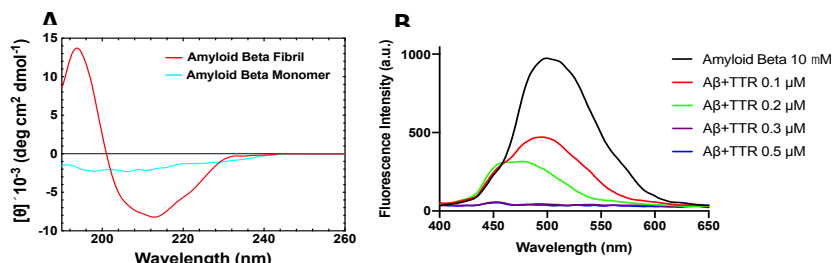 A
15
10
5
0
-5
-10
[θ] ´10⁻³ (deg cm² dmol⁻¹)
Amyloid Beta Fibril
Amyloid Beta Monomer
200 220 240 260
Wavelength (nm)
B
1000
500
0
Fluorescence Intensity (a.u.)
400 450 500 550 600 650
Wavelength (nm)
Amyloid Beta 10 mM
Aβ+TTR 0.1 µM
Aβ+TTR 0.2 µM
Aβ+TTR 0.3 µM
Aβ+TTR 0.5 µM